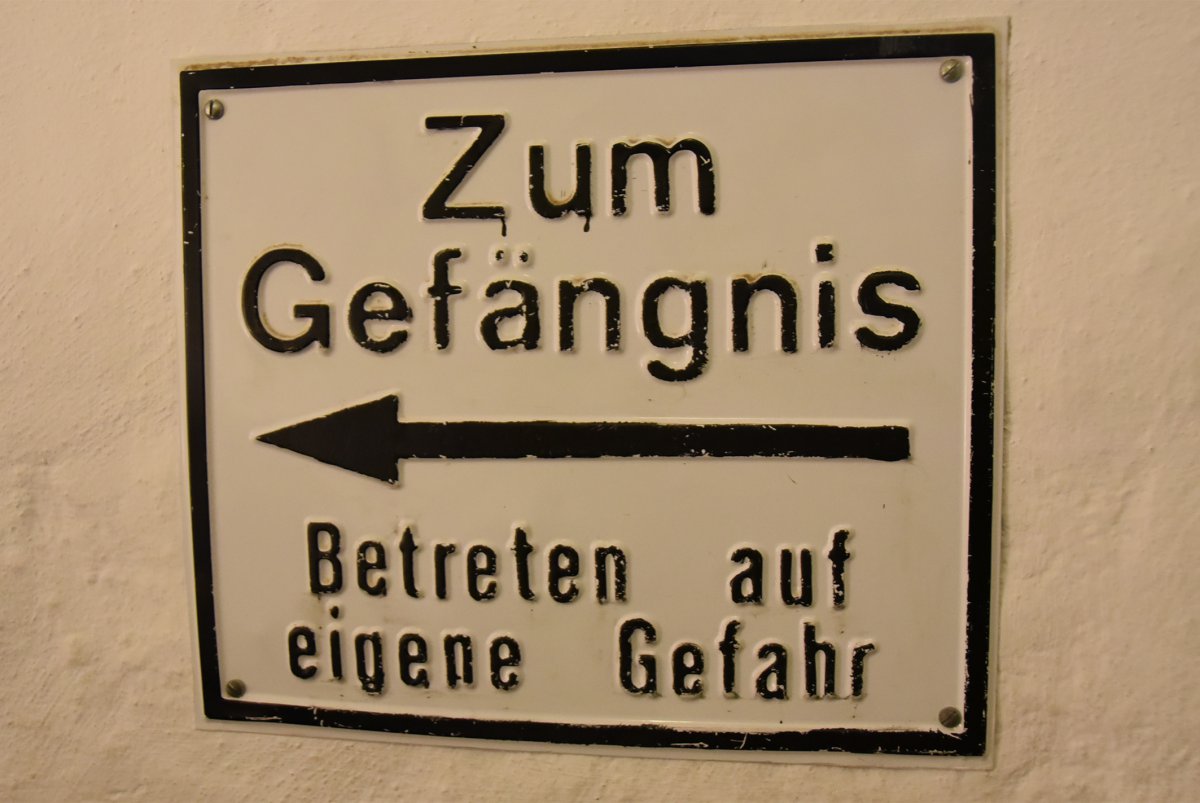 Zum
Gefängnis
Betreten auf
eigene Gefahr